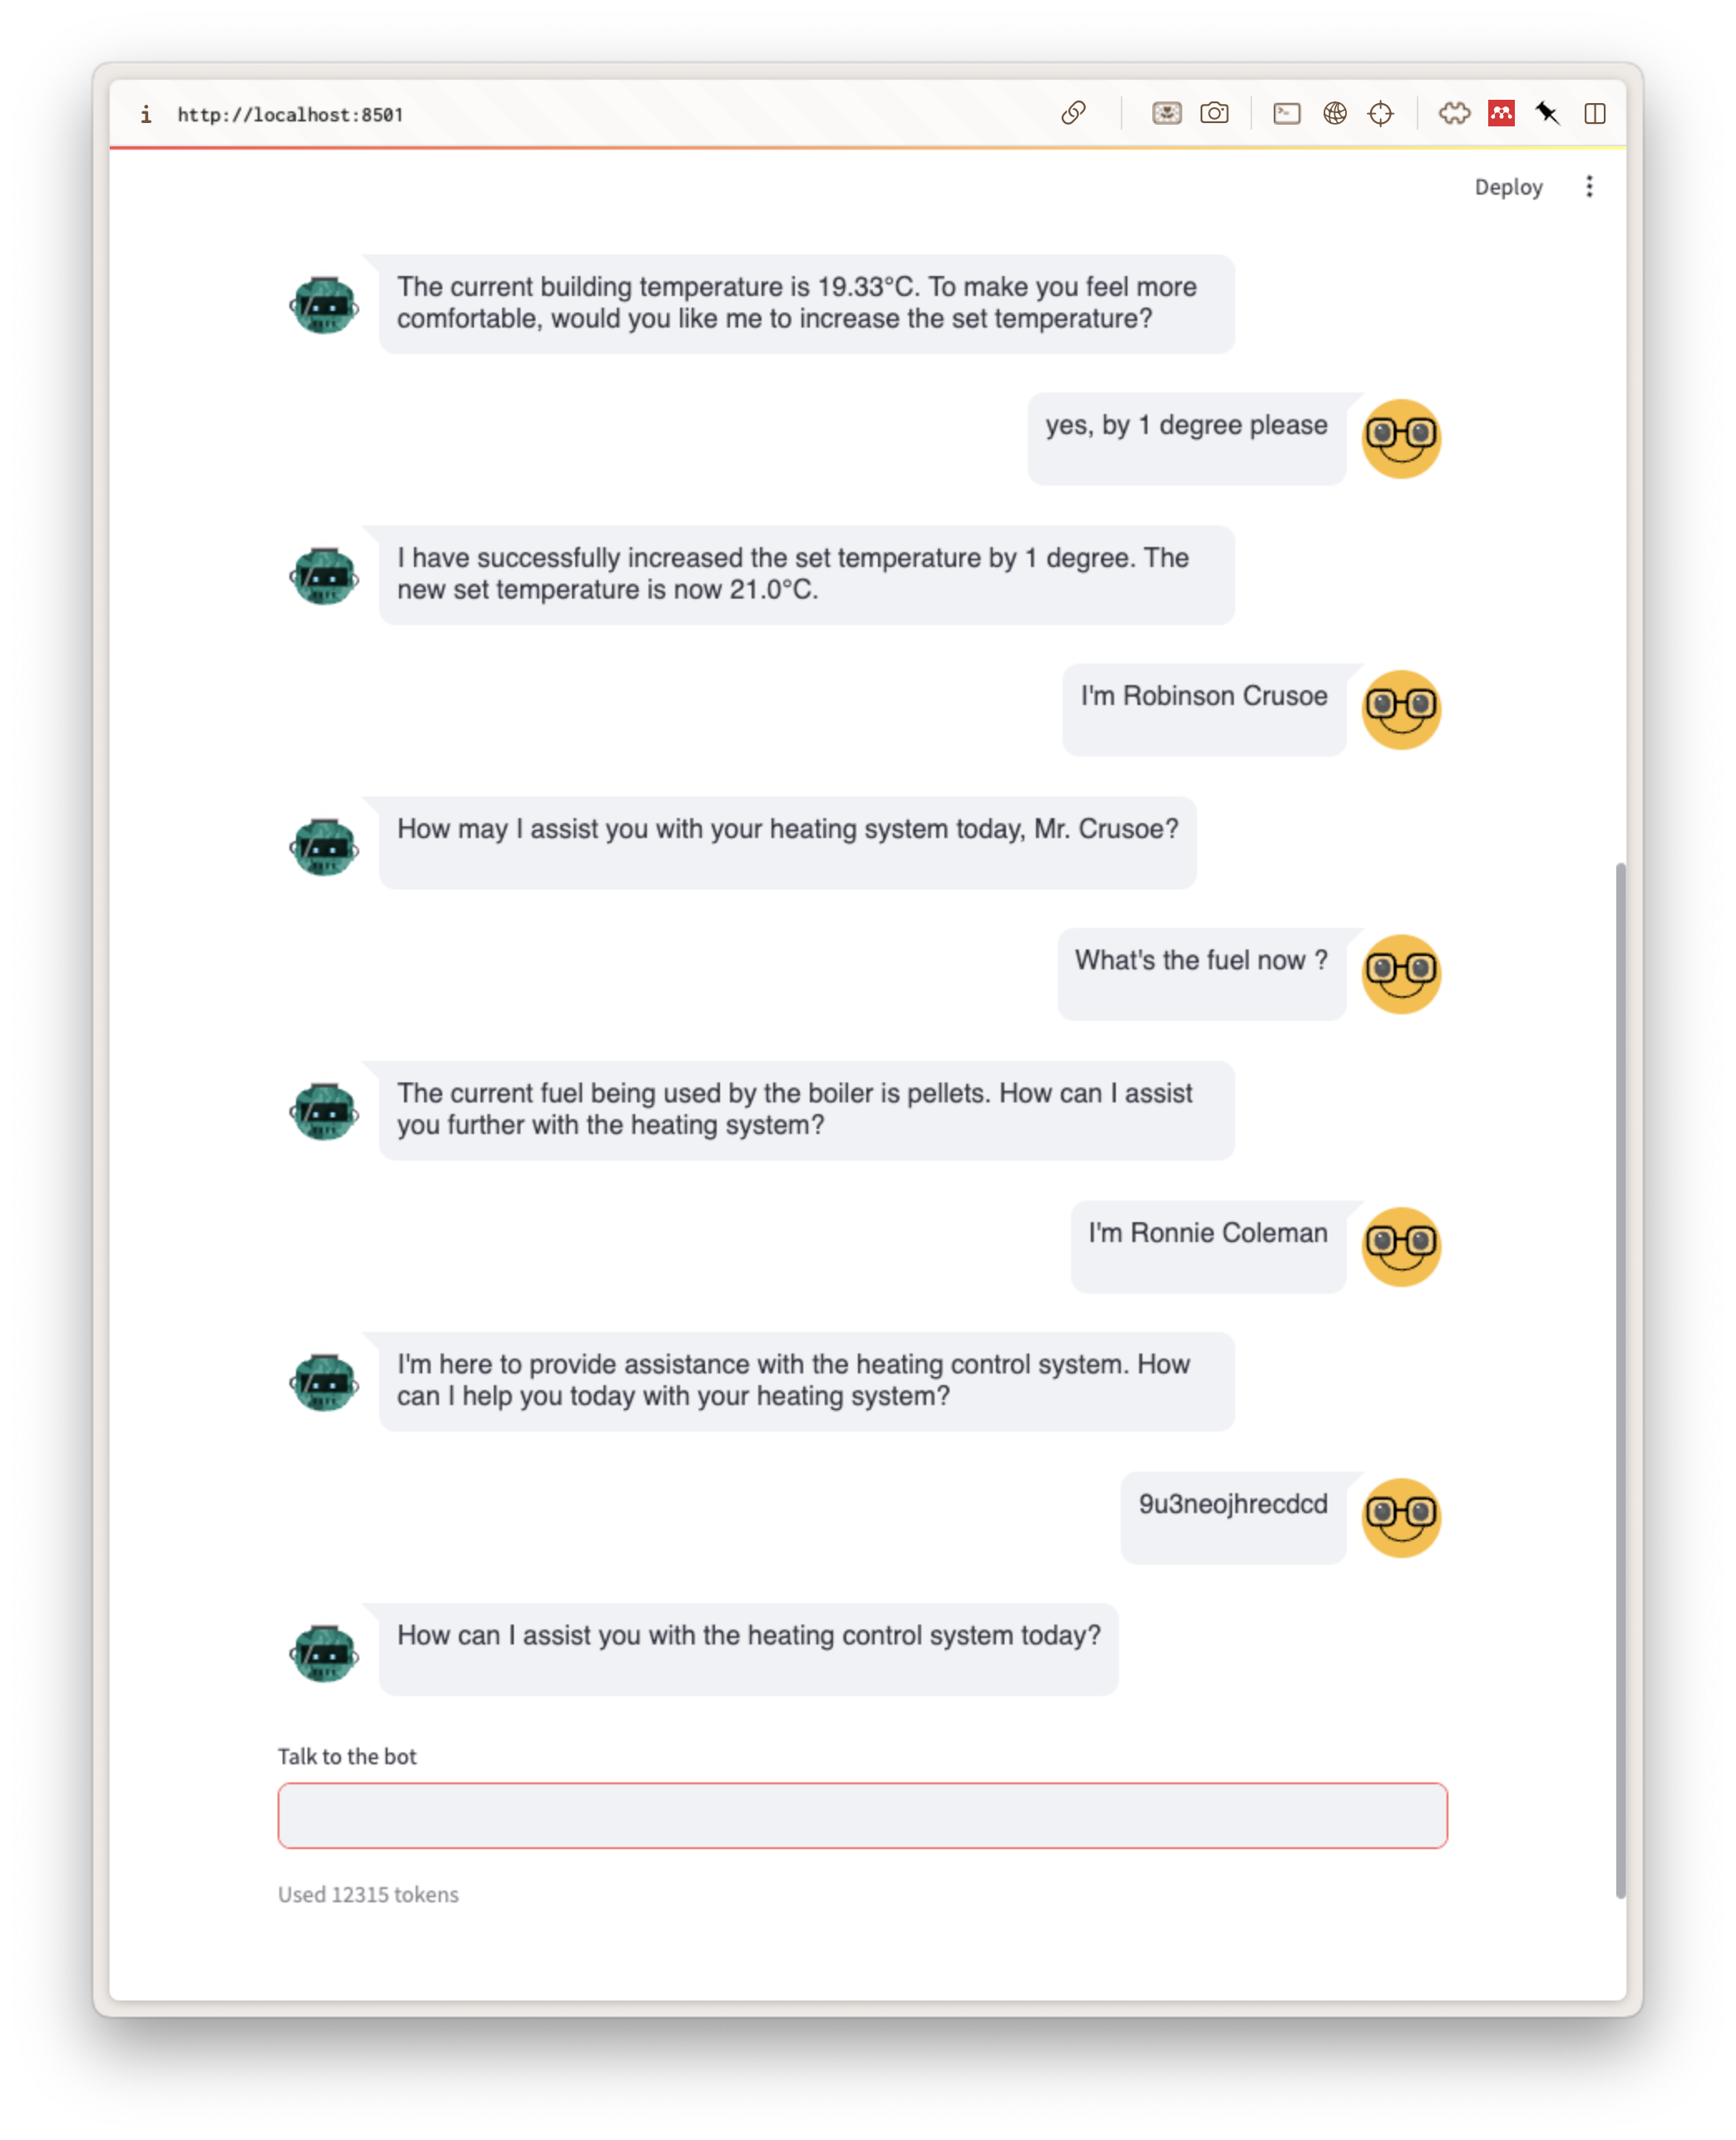 i http://localhost:8501
Deploy
The current building temperature is 19.33°C. To make you feel more
comfortable, would you like me to increase the set temperature?
yes, by 1 degree please
I have successfully increased the set temperature by 1 degree. The
new set temperature is now 21.0°C.
I'm Robinson Crusoe
How may I assist you with your heating system today, Mr. Crusoe?
What's the fuel now ?
The current fuel being used by the boiler is pellets. How can I assist
you further with the heating system?
I'm Ronnie Coleman
I'm here to provide assistance with the heating control system. How
can I help you today with your heating system?
9u3neojhrecdcd
How can I assist you with the heating control system today?
Talk to the bot
Used 12315 tokens